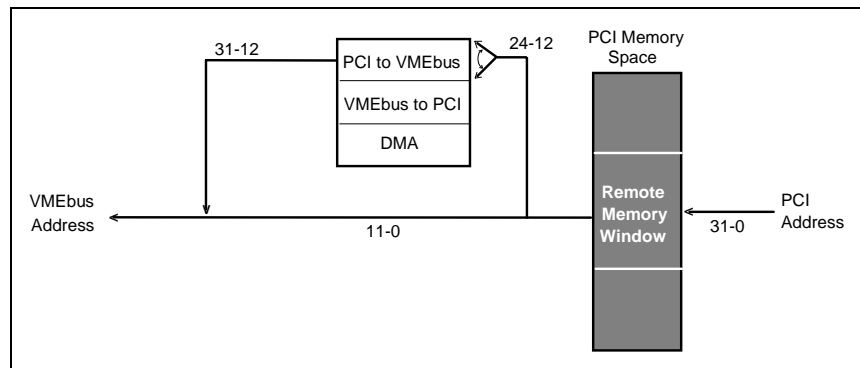 31-12
PCI to VMEbus
VMEbus to PCI
DMA
24-12
PCI Memory
Space
VMEbus
Address
11-0
Remote
Memory
Window
31-0
PCI
Address